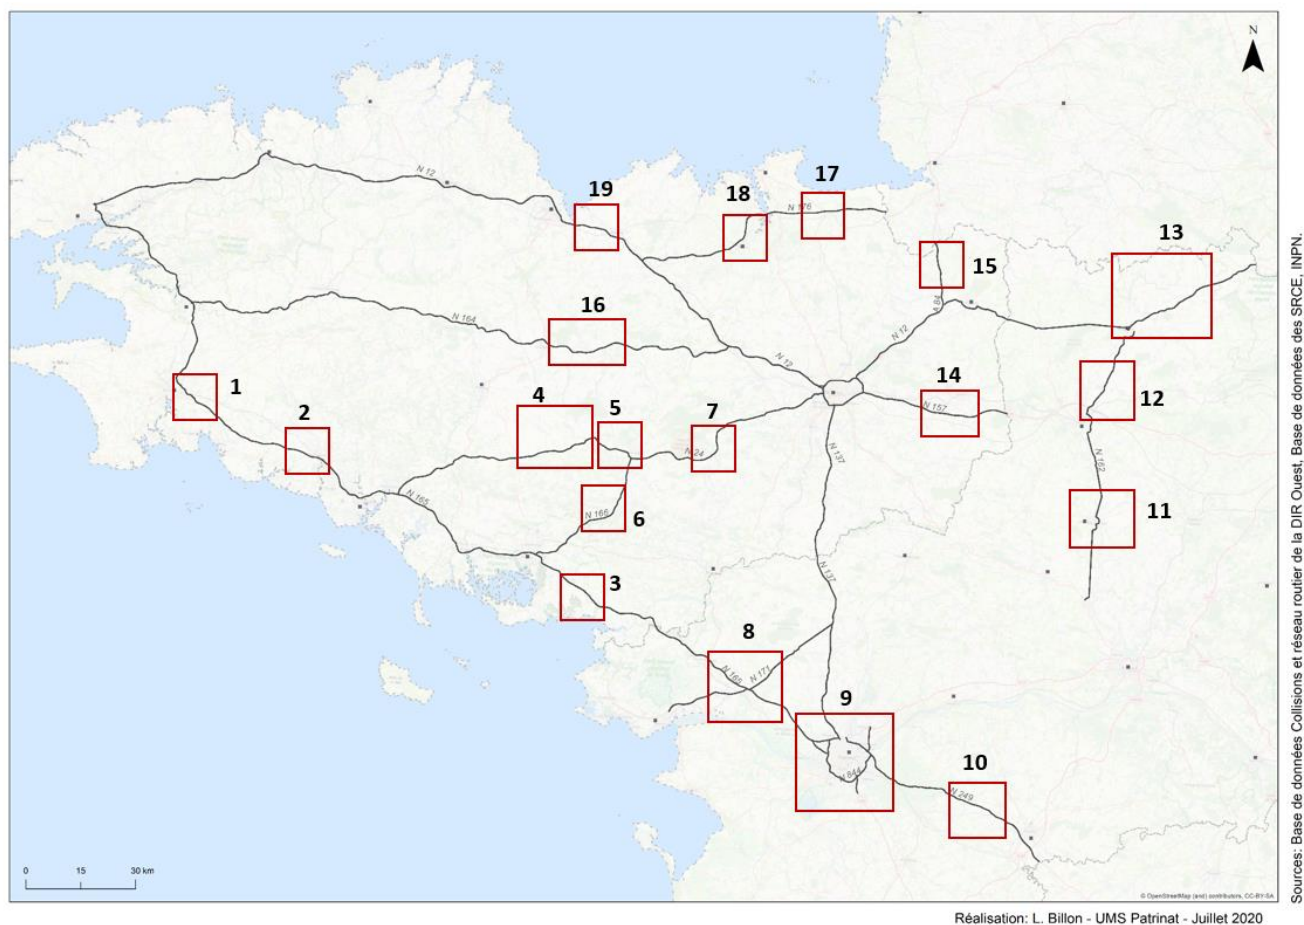 N
17
19
18
N 12
N 176
13
15
16
A 84
N 164
N 12
N 12
14
1
4
12
2
5
7
N 157
N 24
N 137
N 162
N 165
11
N 166
6
N 137
3
8
N 165
N 171
9
10
N 844
N 249
0 15 30 km
© OpenStreetMap (and) contributors, CC-BY-SA
Réalisation: L. Billon - UMS Patrinat - Juillet 2020
Sources: Base de données Collisions et réseau routier de la DIR Ouest, Base de données des SRCE, INPN.